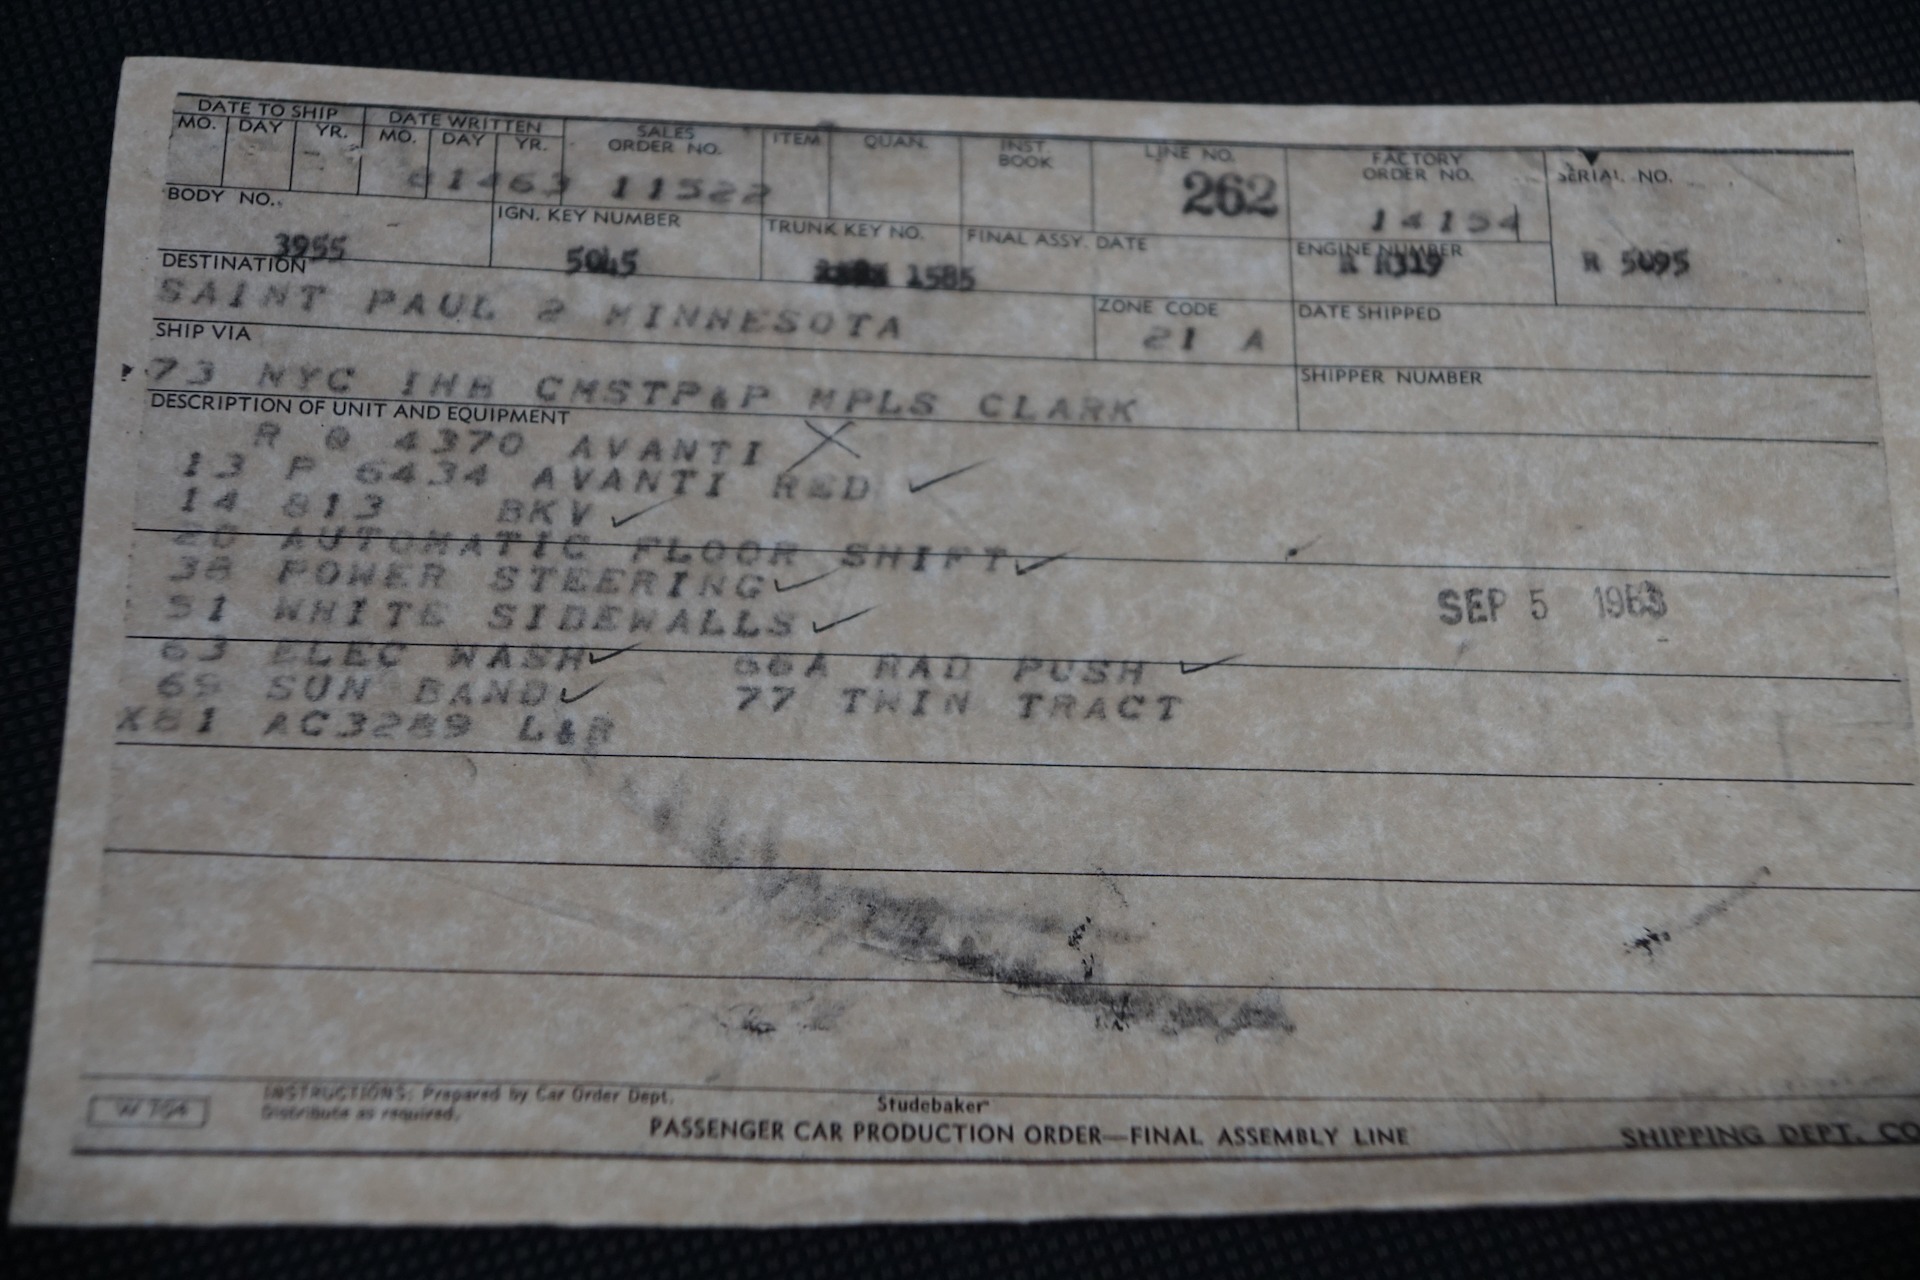 DATE TO SHIP DATE WRITTEN SALES ORDER NO. ITEM QUAN. INST. BOOK LINE NO. FACTORY ORDER NO. SERIAL NO.
MO. DAY YR. MO. DAY YR.
81463 11522 262 14154
BODY NO. IGN. KEY NUMBER TRUNK KEY NO. FINAL ASSY. DATE ENGINE NUMBER
3955 5045 1585 R 5095
DESTINATION ZONE CODE DATE SHIPPED
SAINT PAUL 2 MINNESOTA 21 A
SHIP VIA SHIPPER NUMBER
73 NYC IHB CMSTP&P MPLS CLARK
DESCRIPTION OF UNIT AND EQUIPMENT
R Q 4370 AVANTI
13 P 6434 AVANTI RED
14 813 BKV
20 AUTOMATIC FLOOR SHIFT
38 POWER STEERING
51 WHITE SIDEWALLS
SEP 5 1963
63 ELEC WASH 66A RAD PUSH
69 SUN BAND 77 TWIN TRACT
X81 AC3289 L&R
W 764
INSTRUCTIONS: Prepared by Car Order Dept.
Distribute as required.
Studebaker
PASSENGER CAR PRODUCTION ORDER—FINAL ASSEMBLY LINE
SHIPPING DEPT. CO